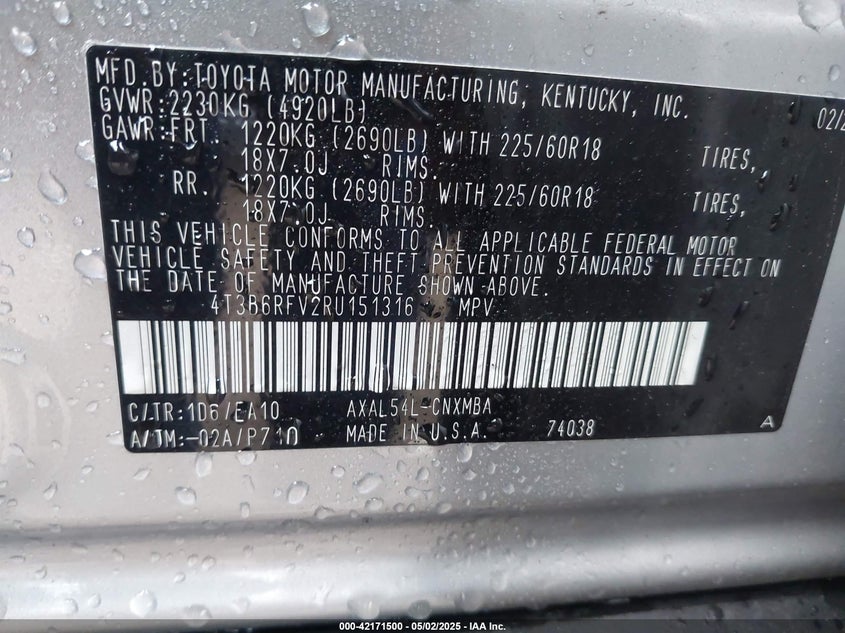 MFD. BY: TOYOTA MOTOR MANUFACTURING, KENTUCKY, INC. 02/2
GVWR: 2230KG (4920LB)
GAWR: FRT. 1220KG (2690LB) WITH 225/60R18 TIRES,,
18X7.0J RIMS.
RR. 1220KG (2690LB) WITH 225/60R18 TIRES,
18X7.0J RIMS.
THIS VEHICLE CONFORMS TO ALL APPLICABLE FEDERAL MOTOR
VEHICLE SAFETY AND THEFT PREVENTION STANDARDS IN EFFECT ON
THE DATE OF MANUFACTURE SHOWN ABOVE.
4T3B6RFV2RU151316 MPV
C/TR: 1D6/EA10 AXAL54L-CNXMBA
A/TM: -02A/P710 MADE IN U.S.A. 74038 A
000-42171500 - 05/02/2025 - IAA Inc.